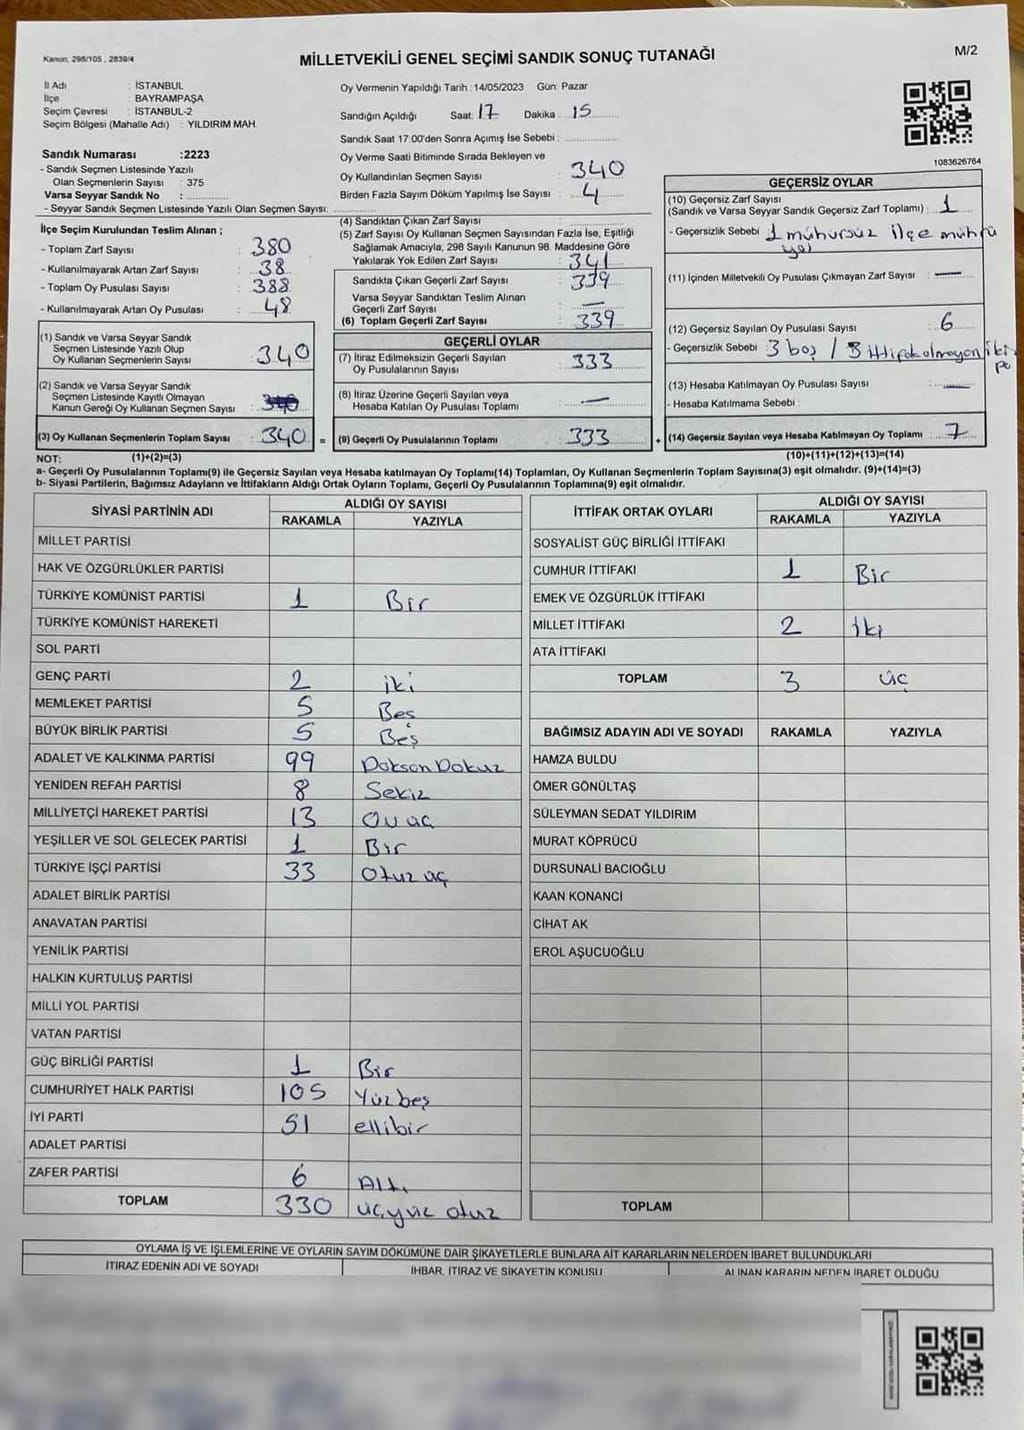 Kanun; 298/105 , 2839/4
MİLLETVEKİLİ GENEL SEÇİMİ SANDIK SONUÇ TUTANAĞI
M/2
İl Adı : İSTANBUL
İlçe : BAYRAMPAŞA
Seçim Çevresi : İSTANBUL-2
Seçim Bölgesi (Mahalle Adı) : YILDIRIM MAH.
Sandık Numarası :2223
- Sandık Seçmen Listesinde Yazılı
Olan Seçmenlerin Sayısı : 375
Varsa Seyyar Sandık No :
- Seyyar Sandık Seçmen Listesinde Yazılı Olan Seçmen Sayısı:
Oy Vermenin Yapıldığı Tarih :14/05/2023 Gün: Pazar
Sandığın Açıldığı Saat: 17 Dakika : 15
Sandık Saat 17:00'den Sonra Açımış İse Sebebi :
Oy Verme Saati Bitiminde Sırada Bekleyen ve
Oy Kullandırılan Seçmen Sayısı : 340
Birden Fazla Sayım Döküm Yapılmış İse Sayısı : 4
1083626764
İlçe Seçim Kurulundan Teslim Alınan ;
- Toplam Zarf Sayısı : 380
- Kullanılmayarak Artan Zarf Sayısı : 38
- Toplam Oy Pusulası Sayısı : 388
- Kullanılmayarak Artan Oy Pusulası : 48
(1) Sandık ve Varsa Seyyar Sandık
Seçmen Listesinde Yazılı Olup
Oy Kullanan Seçmenlerin Sayısı : 340
(2) Sandık ve Varsa Seyyar Sandık
Seçmen Listesinde Kayıtlı Olmayan
Kanun Gereği Oy Kullanan Seçmen Sayısı :
(3) Oy Kullanan Seçmenlerin Toplam Sayısı : 340 =
(4) Sandıktan Çıkan Zarf Sayısı
(5) Zarf Sayısı Oy Kullanan Seçmen Sayısından Fazla İse, Eşitliği
Sağlamak Amacıyla; 298 Sayılı Kanunun 98. Maddesine Göre
Yakılarak Yok Edilen Zarf Sayısı : 341
Sandıkta Çıkan Geçerli Zarf Sayısı : 339
Varsa Seyyar Sandıktan Teslim Alınan
Geçerli Zarf Sayısı : —
(6) Toplam Geçerli Zarf Sayısı : 339
GEÇERLİ OYLAR
(7) İtiraz Edilmeksizin Geçerli Sayılan
Oy Pusulalarının Sayısı : 333
(8) İtiraz Üzerine Geçerli Sayılan veya
Hesaba Katılan Oy Pusulası Toplamı : —
(9) Geçerli Oy Pusulalarının Toplamı : 333 +
GEÇERSİZ OYLAR
(10) Geçersiz Zarf Sayısı
(Sandık ve Varsa Seyyar Sandık Geçersiz Zarf Toplamı) : 1
- Geçersizlik Sebebi : 1 mühürsüz ilçe mührü
(11) İçinden Milletvekili Oy Pusulası Çıkmayan Zarf Sayısı : —
(12) Geçersiz Sayılan Oy Pusulası Sayısı : 6
- Geçersizlik Sebebi : 3 boş / 3 ittifak olmayan iki
(13) Hesaba Katılmayan Oy Pusulası Sayısı : —
- Hesaba Katılmama Sebebi :
(14) Geçersiz Sayılan veya Hesaba Katılmayan Oy Toplamı : 7
NOT: (1)+(2)=(3)
(10)+(11)+(12)+(13)=(14)
a- Geçerli Oy Pusulalarının Toplamı(9) ile Geçersiz Sayılan veya Hesaba katılmayan Oy Toplamı(14) Toplamları, Oy Kullanan Seçmenlerin Toplam Sayısına(3) eşit olmalıdır. (9)+(14)=(3)
b- Siyasi Partilerin, Bağımsız Adayların ve İttifakların Aldığı Ortak Oyların Toplamı, Geçerli Oy Pusulalarının Toplamına(9) eşit olmalıdır.
SİYASİ PARTİNİN ADI ALDIĞI OY SAYISI
RAKAMLA YAZIYLA
MİLLET PARTİSİ
HAK VE ÖZGÜRLÜKLER PARTİSİ
TÜRKİYE KOMÜNİST PARTİSİ 1 Bir
TÜRKİYE KOMÜNİST HAREKETİ
SOL PARTİ
GENÇ PARTİ 2 iki
MEMLEKET PARTİSİ 5 Beş
BÜYÜK BİRLİK PARTİSİ 5 Beş
ADALET VE KALKINMA PARTİSİ 99 Doksan Dokuz
YENİDEN REFAH PARTİSİ 8 Sekiz
MİLLİYETÇİ HAREKET PARTİSİ 13 On üç
YEŞİLLER VE SOL GELECEK PARTİSİ 1 Bir
TÜRKİYE İŞÇİ PARTİSİ 33 Otuz üç
ADALET BİRLİK PARTİSİ
ANAVATAN PARTİSİ
YENİLİK PARTİSİ
HALKIN KURTULUŞ PARTİSİ
MİLLİ YOL PARTİSİ
VATAN PARTİSİ
GÜÇ BİRLİĞİ PARTİSİ 1 Bir
CUMHURİYET HALK PARTİSİ 105 Yüz beş
İYİ PARTİ 51 ellibir
ADALET PARTİSİ
ZAFER PARTİSİ 6 Altı
TOPLAM 330 üçyüz otuz
İTTİFAK ORTAK OYLARI ALDIĞI OY SAYISI
RAKAMLA YAZIYLA
SOSYALİST GÜÇ BİRLİĞİ İTTİFAKI
CUMHUR İTTİFAKI 1 Bir
EMEK VE ÖZGÜRLÜK İTTİFAKI
MİLLET İTTİFAKI 2 iki
ATA İTTİFAKI
TOPLAM 3 üç
BAĞIMSIZ ADAYIN ADI VE SOYADI RAKAMLA YAZIYLA
HAMZA BULDU
ÖMER GÖNÜLTAŞ
SÜLEYMAN SEDAT YILDIRIM
MURAT KÖPRÜCÜ
DURSUNALİ BACIOĞLU
KAAN KONANCİ
CİHAT AK
EROL AŞUCUOĞLU
TOPLAM
OYLAMA İŞ VE İŞLEMLERİNE VE OYLARIN SAYIM DÖKÜMÜNE DAİR ŞİKAYETLERLE BUNLARA AİT KARARLARIN NELERDEN İBARET BULUNDUKLARI
İTİRAZ EDENİN ADI VE SOYADI İHBAR, İTİRAZ VE ŞİKAYETİN KONUSU ALINAN KARARIN NEDEN İBARET OLDUĞU